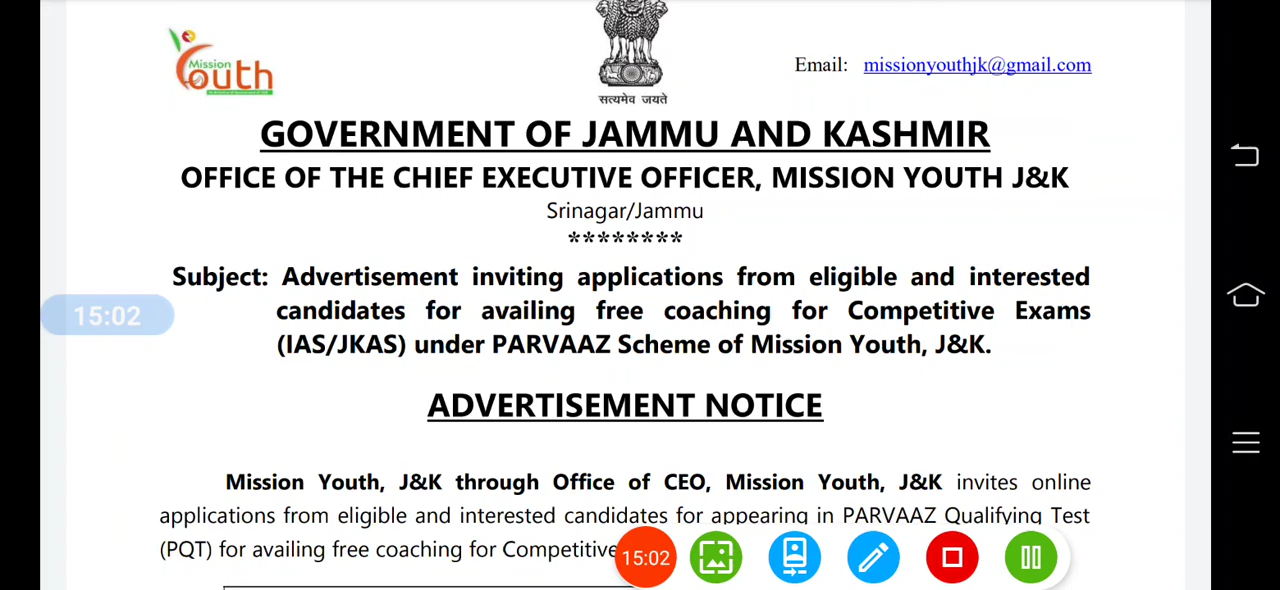 Mission
Youth
Email: missionyouthjk@gmail.com
सत्यमेव जयते
GOVERNMENT OF JAMMU AND KASHMIR
OFFICE OF THE CHIEF EXECUTIVE OFFICER, MISSION YOUTH J&K
Srinagar/Jammu
********
Subject: Advertisement inviting applications from eligible and interested
candidates for availing free coaching for Competitive Exams
(IAS/JKAS) under PARVAAZ Scheme of Mission Youth, J&K.
15:02
ADVERTISEMENT NOTICE
Mission Youth, J&K through Office of CEO, Mission Youth, J&K invites online
applications from eligible and interested candidates for appearing in PARVAAZ Qualifying Test
(PQT) for availing free coaching for Competitive
15:02